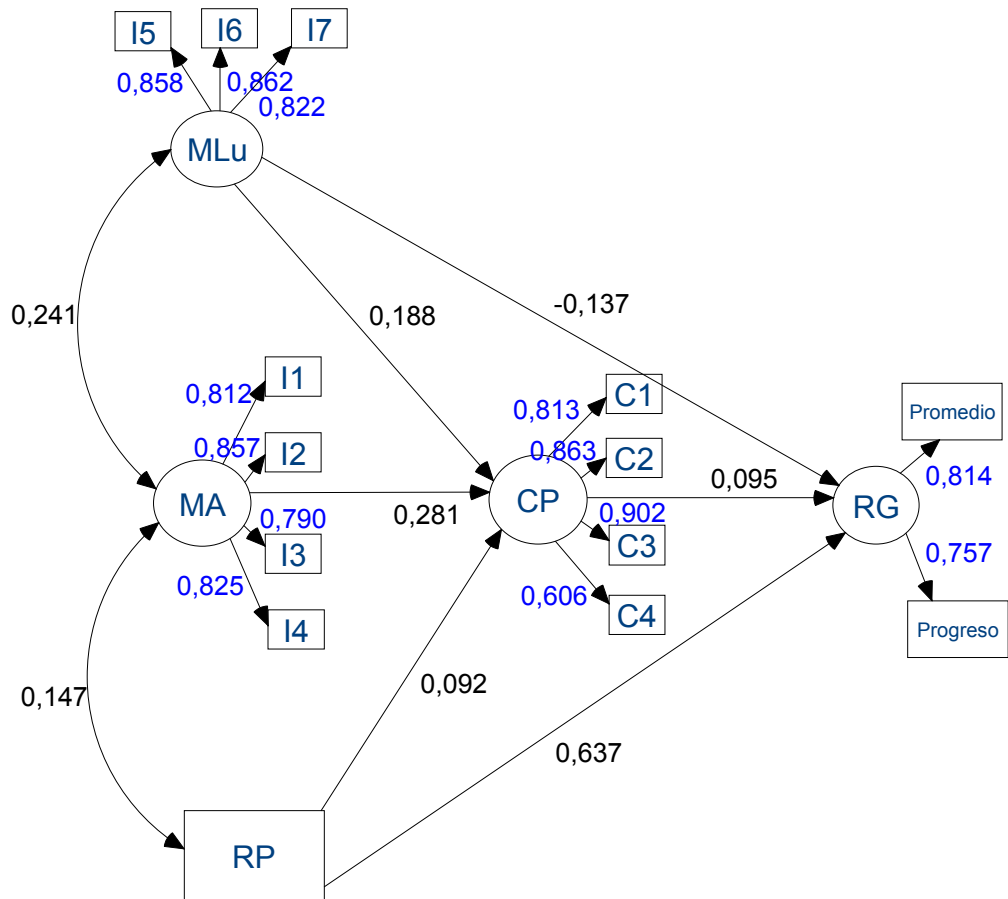 I5 I6 I7
0,858 0,862
0,822
MLu
0,241
0,188
-0,137
I1
0,812
I2
0,857
MA
0,281
0,790
I3
0,825
I4
C1
0,813
0,863
C2
CP
0,095
0,902
C3
0,606
C4
Promedio
0,814
RG
0,757
Progreso
0,147
0,092
0,637
RP